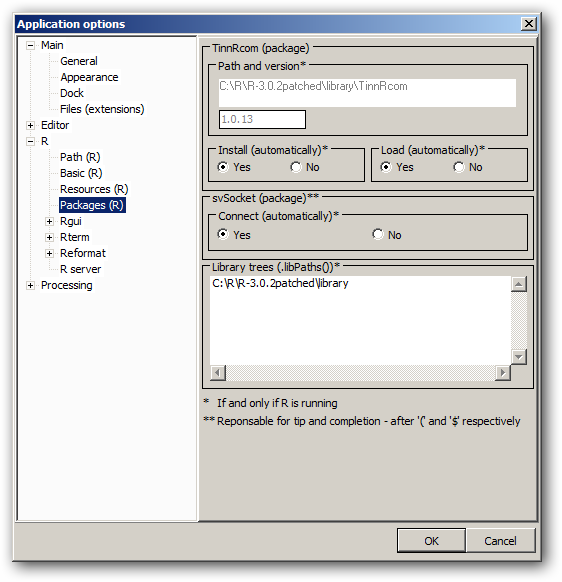 Application options
Main
General
Appearance
Dock
Files (extensions)
Editor
R
Path (R)
Basic (R)
Resources (R)
Packages (R)
Rgui
Rterm
Reformat
R server
Processing
TinnRcom (package)
Path and version*
C:\R\R-3.0.2patched\library\TinnRcom
1.0.13
Install (automatically)*
Yes No
Load (automatically)*
Yes No
svSocket (package)**
Connect (automatically)*
Yes No
Library trees (.libPaths())*
C:\R\R-3.0.2patched\library
* If and only if R is running
** Reponsable for tip and completion - after '(' and '$' respectively
OK Cancel